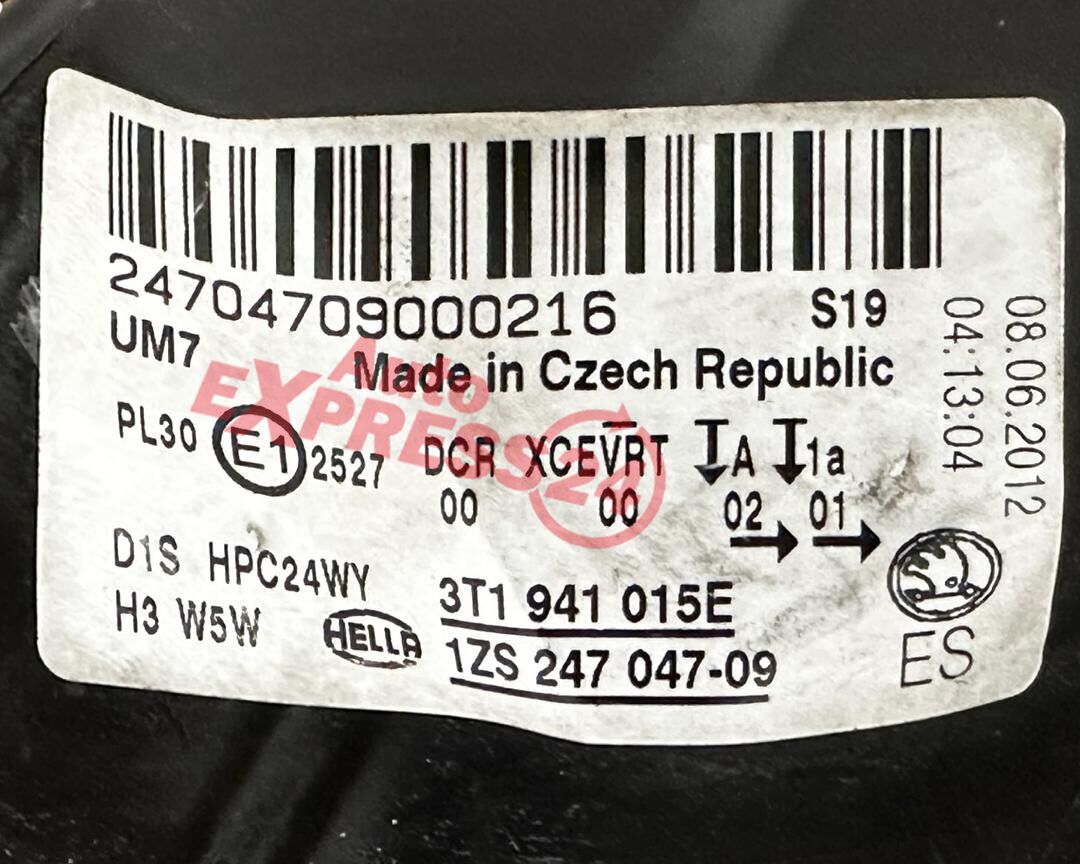 24704709000216 S19
UM7 Made in Czech Republic
Auto
EXPRESS24
PL30 E1 2527 DCR XCEVRT A 1a
00 00 02 01
D1S HPC24WY 3T1 941 015E
H3 W5W HELLA 1ZS 247 047-09
ES
08.06.2012
04:13:04